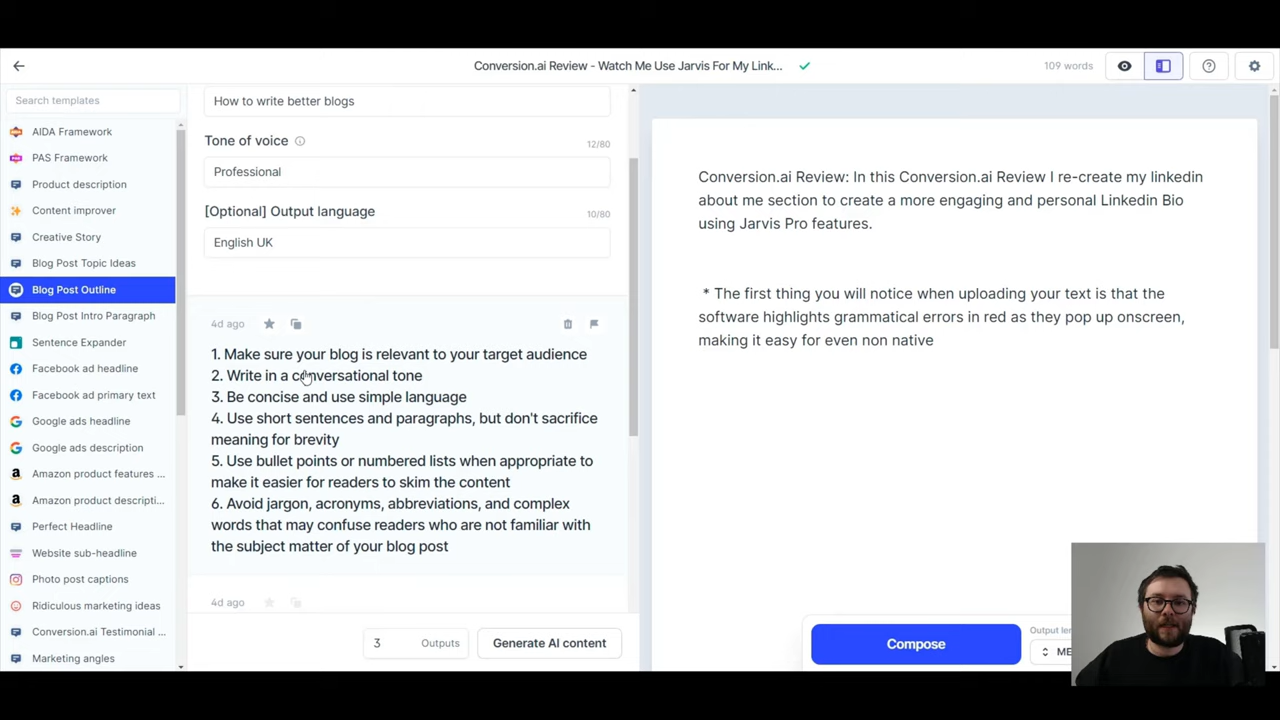 Conversion.ai Review - Watch Me Use Jarvis For My Link...
109 words
Search templates
AIDA Framework
PAS Framework
Product description
Content improver
Creative Story
Blog Post Topic Ideas
Blog Post Outline
Blog Post Intro Paragraph
Sentence Expander
Facebook ad headline
Facebook ad primary text
Google ads headline
Google ads description
Amazon product features ...
Amazon product descripti...
Perfect Headline
Website sub-headline
Photo post captions
Ridiculous marketing ideas
Conversion.ai Testimonial ...
Marketing angles
How to write better blogs
Tone of voice
12/80
Professional
[Optional] Output language
10/80
English UK
4d ago
1. Make sure your blog is relevant to your target audience
2. Write in a conversational tone
3. Be concise and use simple language
4. Use short sentences and paragraphs, but don't sacrifice
meaning for brevity
5. Use bullet points or numbered lists when appropriate to
make it easier for readers to skim the content
6. Avoid jargon, acronyms, abbreviations, and complex
words that may confuse readers who are not familiar with
the subject matter of your blog post
4d ago
3 Outputs
Generate AI content
Conversion.ai Review: In this Conversion.ai Review I re-create my linkedin
about me section to create a more engaging and personal Linkedin Bio
using Jarvis Pro features.
* The first thing you will notice when uploading your text is that the
software highlights grammatical errors in red as they pop up onscreen,
making it easy for even non native
Compose
Output